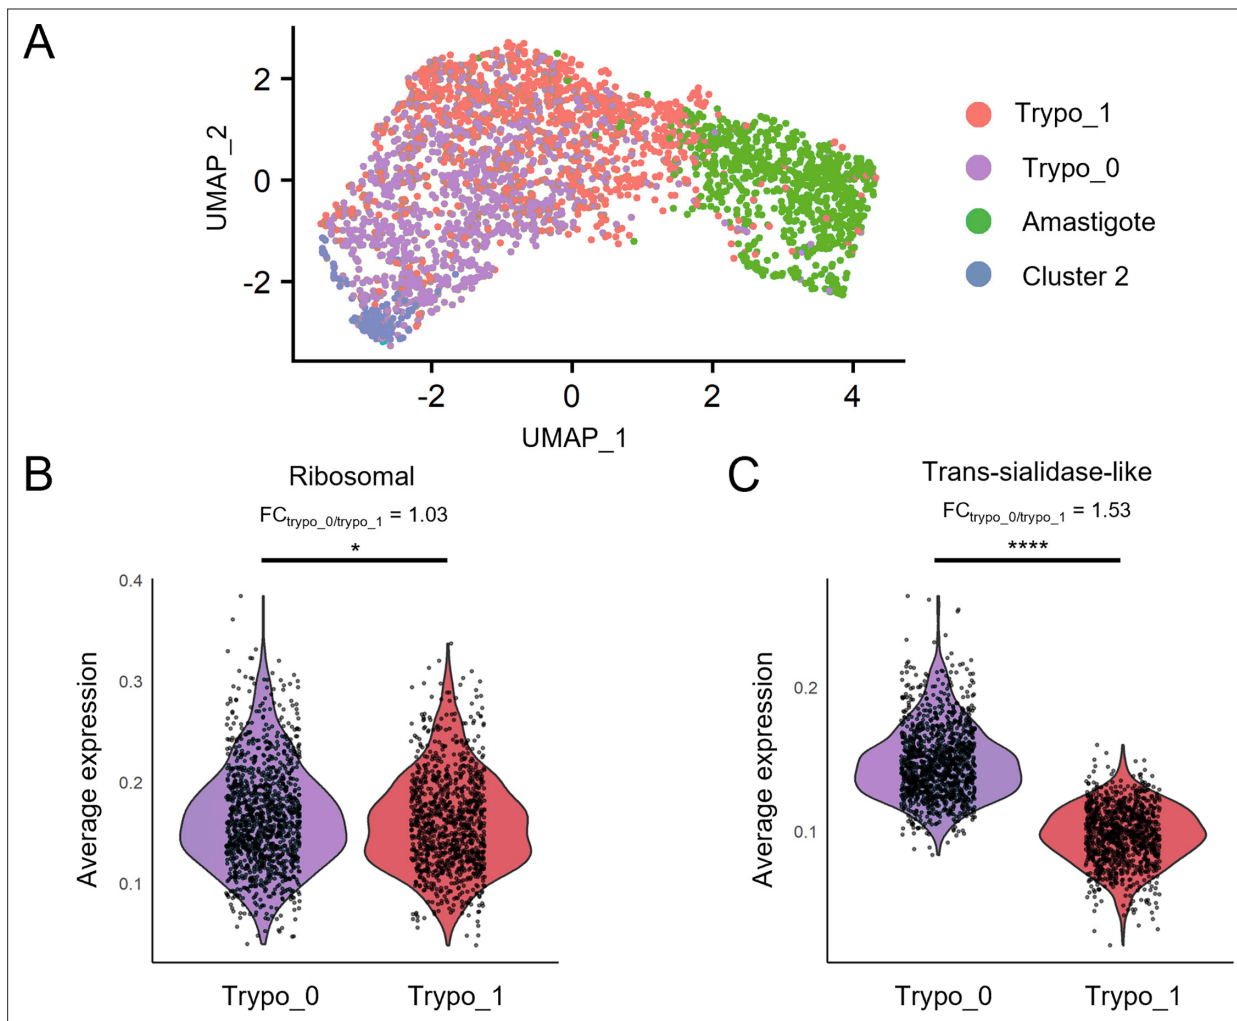 A
UMAP_2
2
0
-2
-2
0
2
4
UMAP_1
Trypo_1
Trypo_0
Amastigote
Cluster 2
B
Ribosomal
FCtrypo_0/trypo_1 = 1.03
*
Average expression
0.4
0.3
0.2
0.1
Trypo_0
Trypo_1
C
Trans-sialidase-like
FCtrypo_0/trypo_1 = 1.53
****
Average expression
0.2
0.1
Trypo_0
Trypo_1